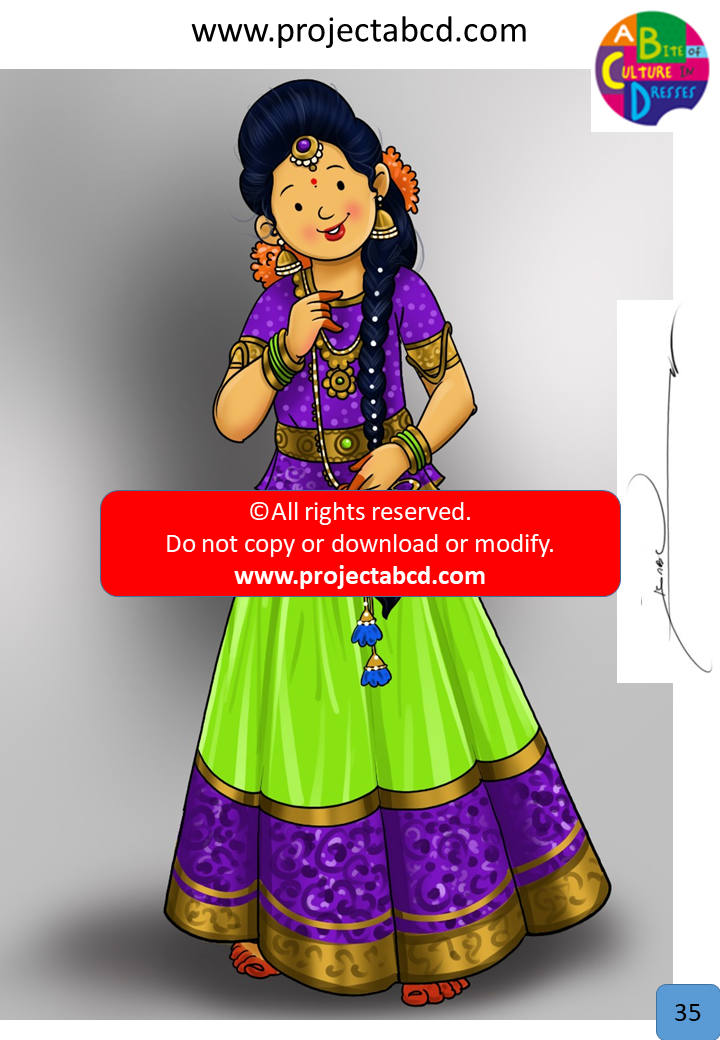 www.projectabcd.com
A BITE OF
CULTURE IN
DRESSES
©All rights reserved.
Do not copy or download or modify.
www.projectabcd.com
35